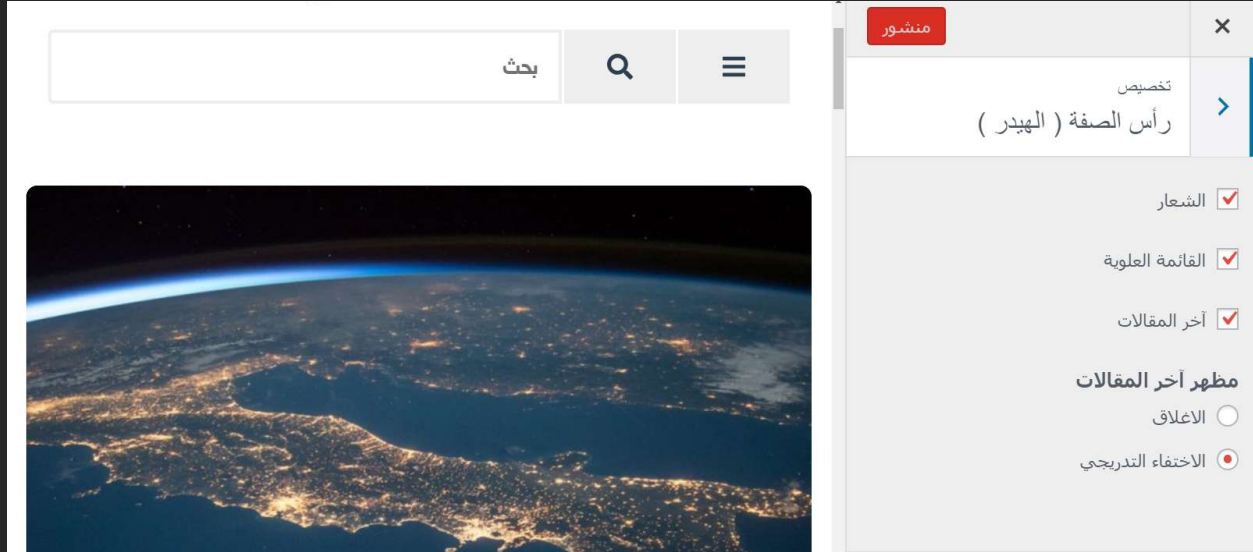 منشور
تخصيص
رأس الصفة ( الهيدر )
الشعار
القائمة العلوية
آخر المقالات
مظهر آخر المقالات
الاغلاق
الاختفاء التدريجي
بحث